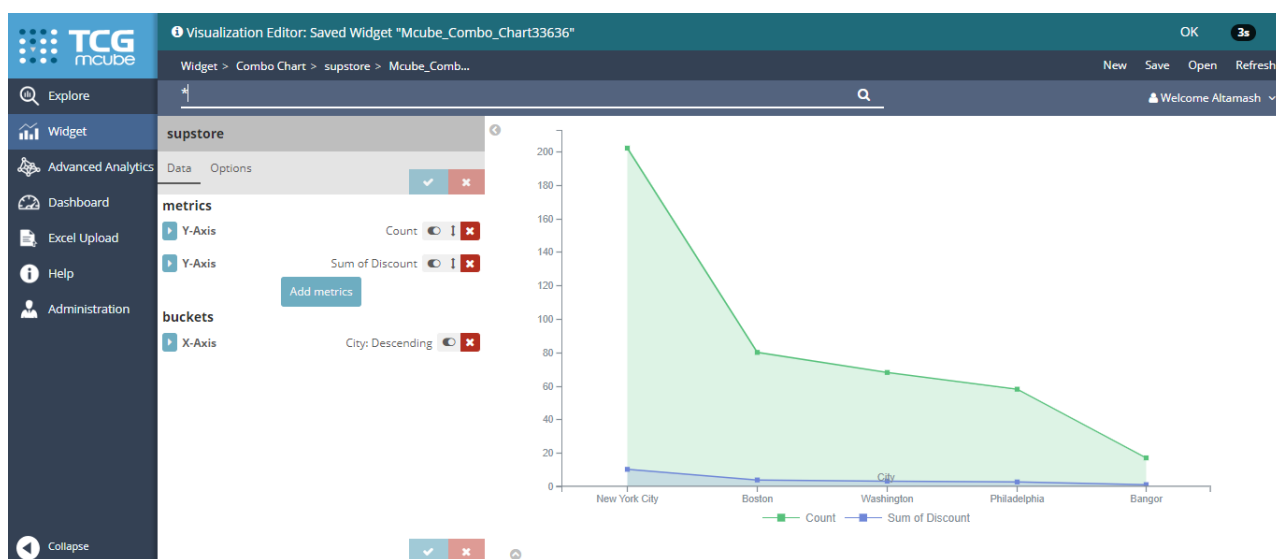 TCG
mcube
Visualization Editor: Saved Widget "Mcube_Combo_Chart33636"
OK
3s
Widget > Combo Chart > supstore > Mcube_Comb...
New Save Open Refresh
*
Welcome Altamash
Explore
Widget
Advanced Analytics
Dashboard
Excel Upload
Help
Administration
Collapse
supstore
Data Options
metrics
Y-Axis Count
Y-Axis Sum of Discount
Add metrics
buckets
X-Axis City: Descending
200
180
160
140
120
100
80
60
40
20
0
City
New York City Boston Washington Philadelphia Bangor
Count Sum of Discount